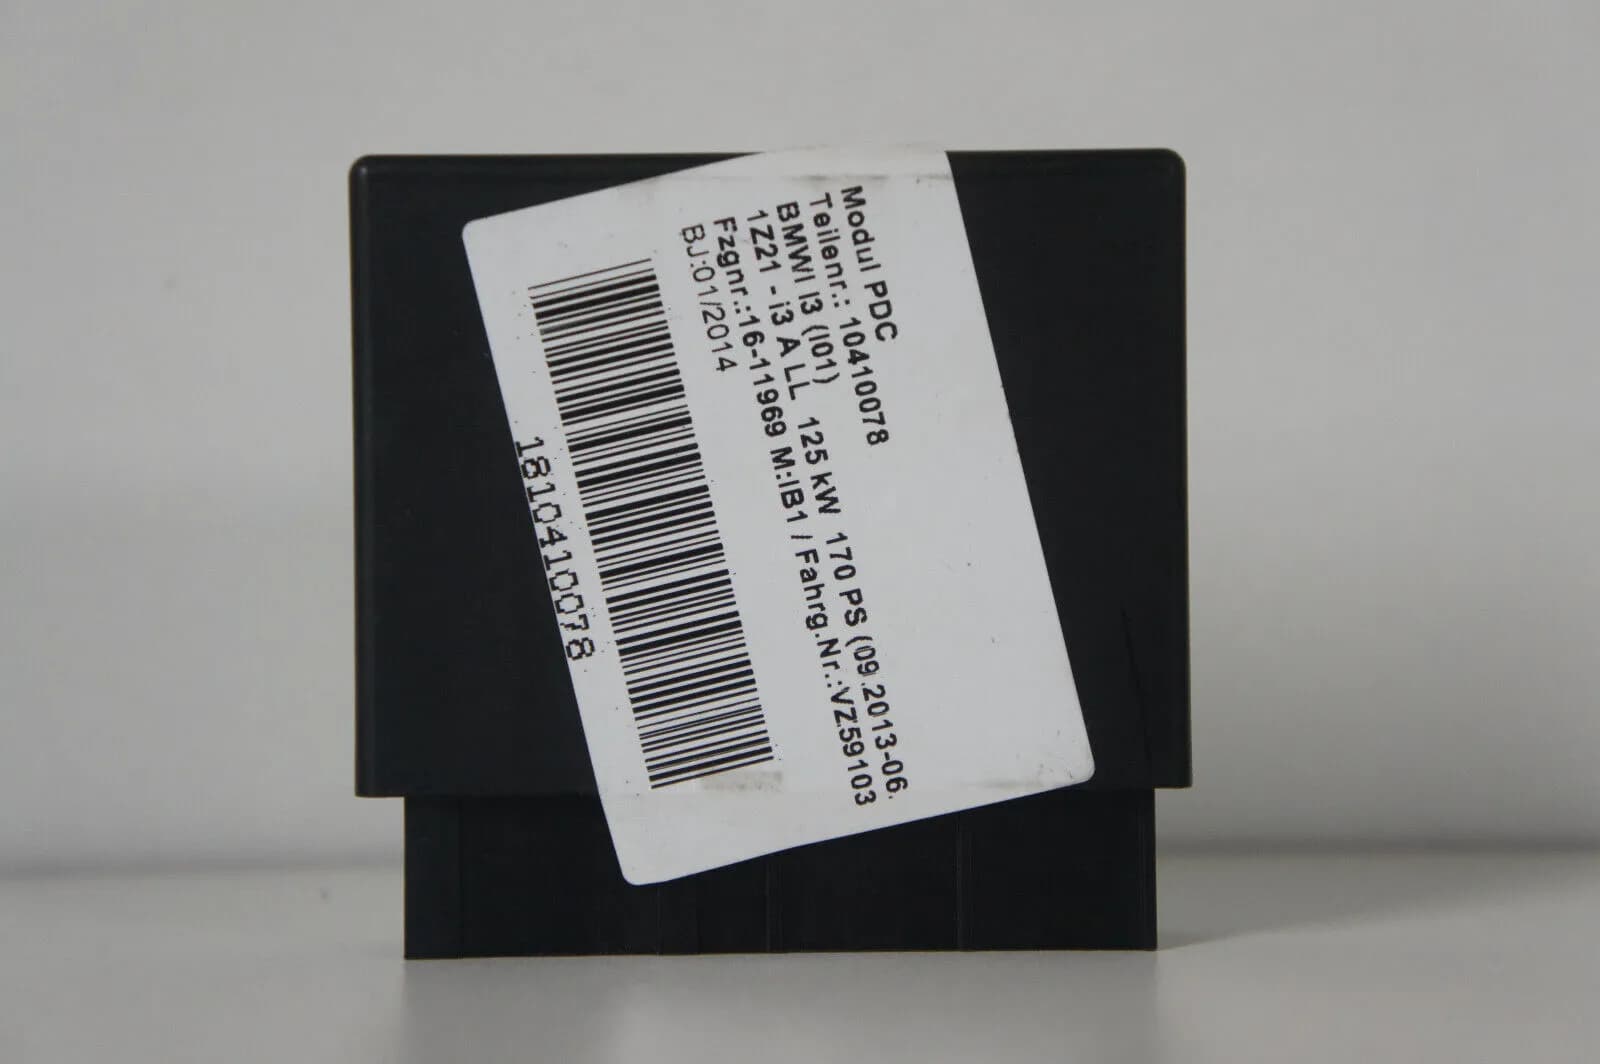 Modul PDC
Teilenr.: 10410078
BMWI I3 (I01)
1Z21 - i3 A LL 125 kW 170 PS (09.2013-06.
Fzgnr.:16-11969 M:IB1 / Fahrg.Nr.:VZ59103
BJ:01/2014
1810410078